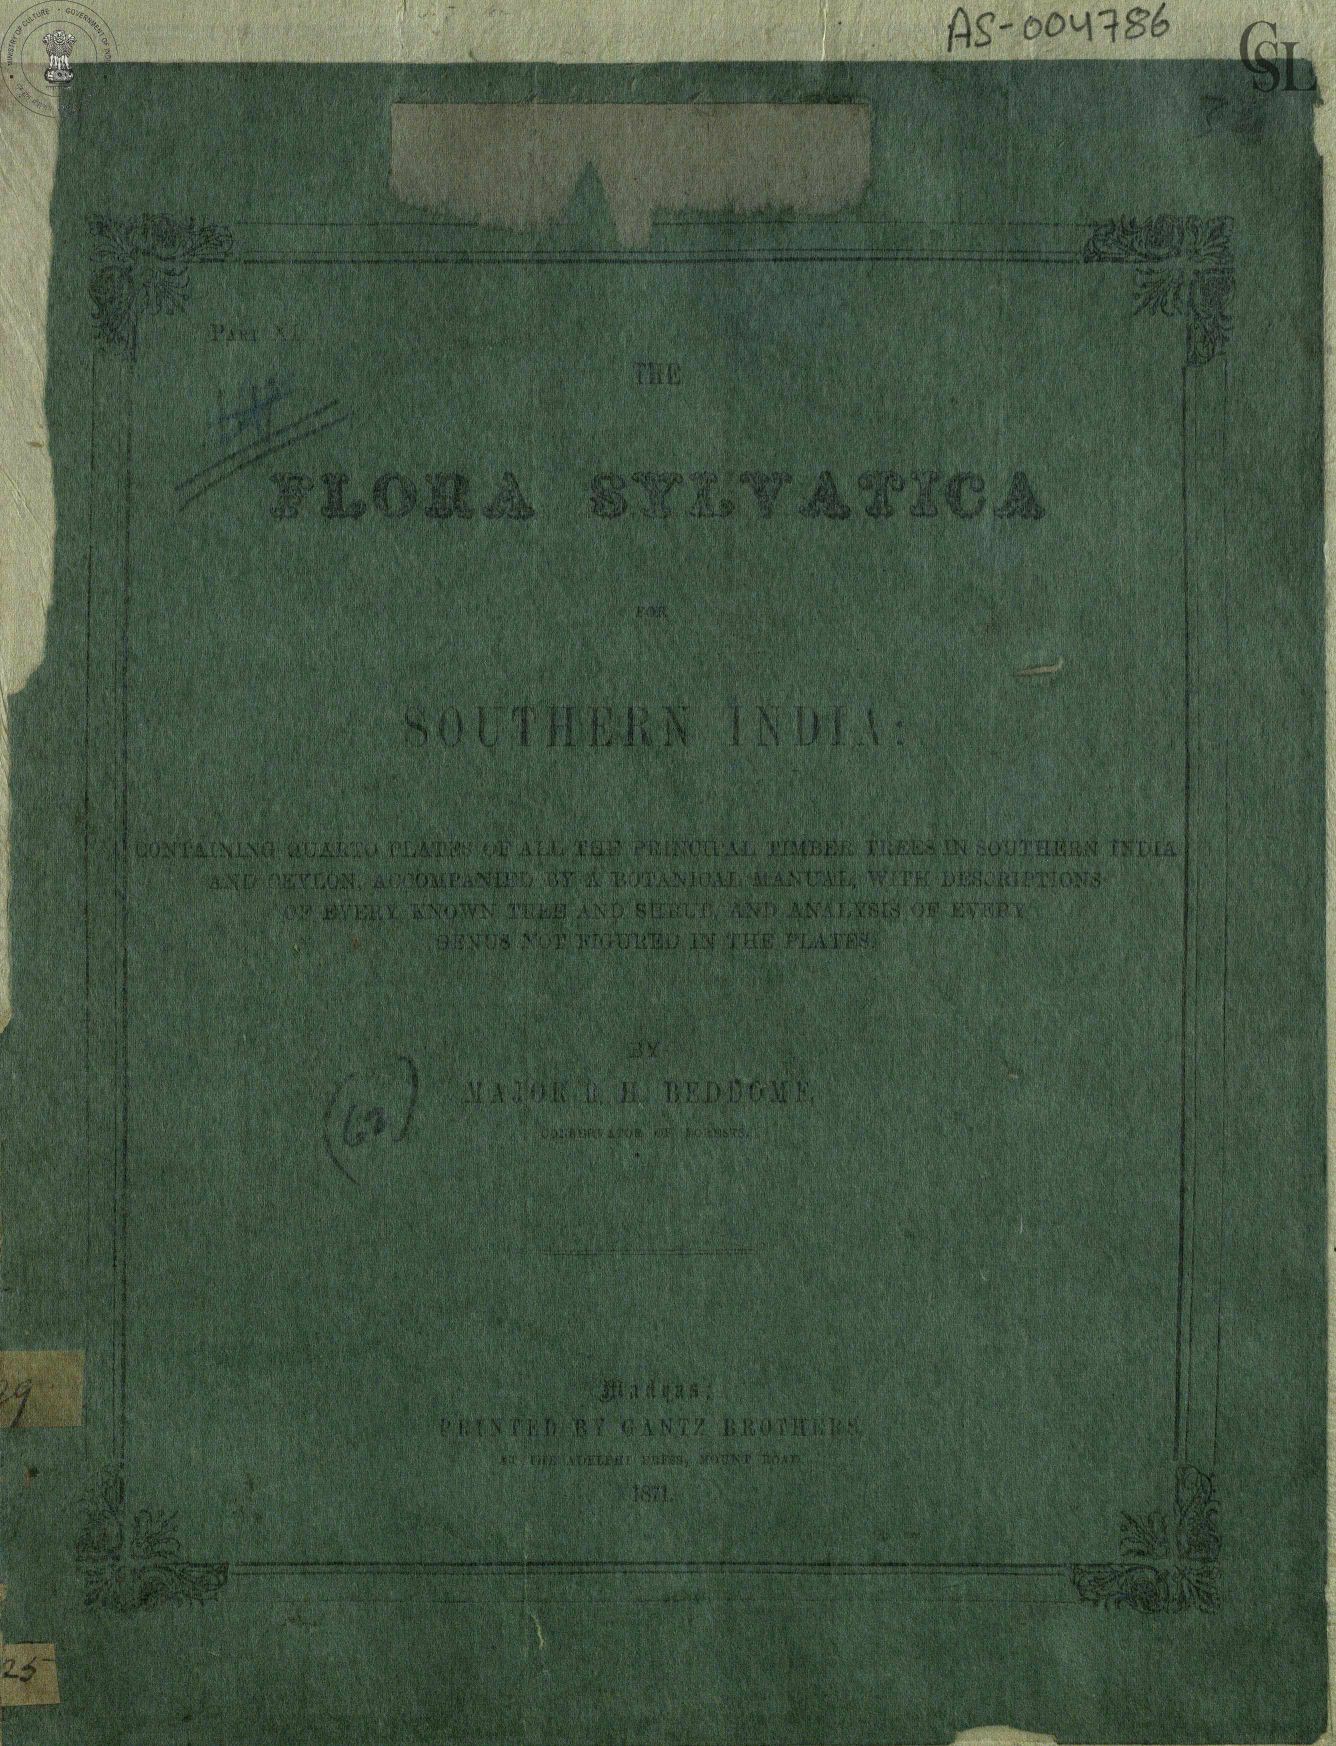 AS-004786
CSL
PART XI.
THE
FLORA SYLVATICA
FOR
SOUTHERN INDIA:
CONTAINING QUARTO PLATES OF ALL THE PRINCIPAL TIMBER TREES IN SOUTHERN INDIA
AND CEYLON, ACCOMPANIED BY A BOTANICAL MANUAL, WITH DESCRIPTIONS
OF EVERY KNOWN TREE AND SHRUB, AND ANALYSIS OF EVERY
GENUS NOT FIGURED IN THE PLATES.
BY
MAJOR R. H. BEDDOME,
CONSERVATOR OF FORESTS.
Madras:
PRINTED BY GANTZ BROTHERS,
AT THE ADELPHI PRESS, MOUNT ROAD.
1871.
25